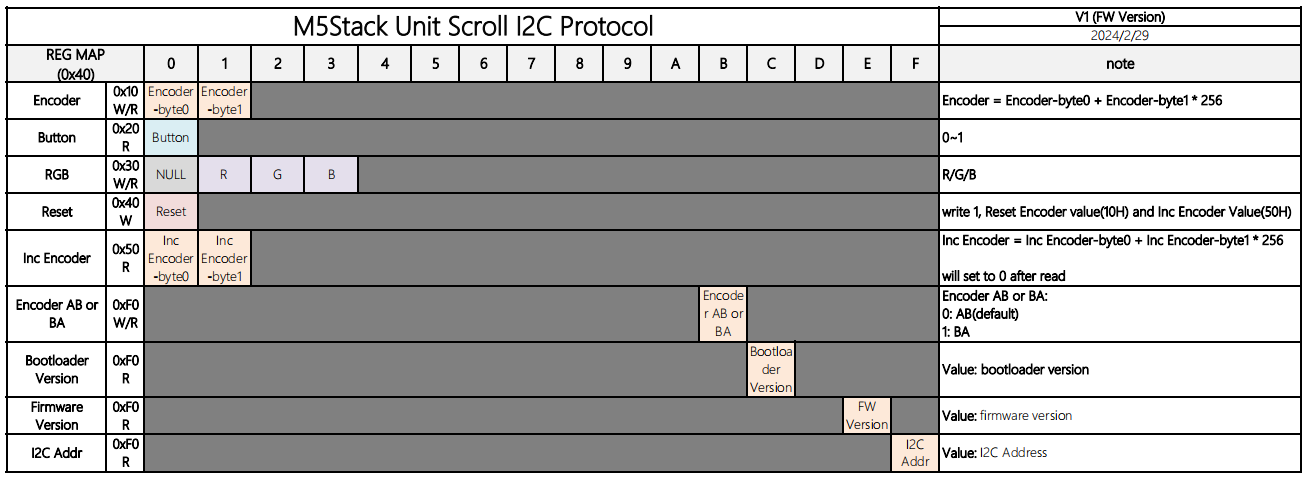 M5Stack Unit Scroll I2C Protocol
V1 (FW Version)
2024/2/29
REG MAP
(0x40)
0 1 2 3 4 5 6 7 8 9 A B C D E F note
Encoder
0x10
W/R
Encoder
-byte0
Encoder
-byte1
Encoder = Encoder-byte0 + Encoder-byte1 * 256
Button
0x20
R
Button
0~1
RGB
0x30
W/R
NULL R G B
R/G/B
Reset
0x40
W
Reset
write 1, Reset Encoder value(10H) and Inc Encoder Value(50H)
Inc Encoder
0x50
R
Inc
Encoder
-byte0
Inc
Encoder
-byte1
Inc Encoder = Inc Encoder-byte0 + Inc Encoder-byte1 * 256
will set to 0 after read
Encoder AB or
BA
0xF0
W/R
Encode
r AB or
BA
Encoder AB or BA:
0: AB(default)
1: BA
Bootloader
Version
0xF0
R
Bootloa
der
Version
Value: bootloader version
Firmware
Version
0xF0
R
FW
Version
Value: firmware version
I2C Addr
0xF0
R
I2C
Addr
Value: I2C Address